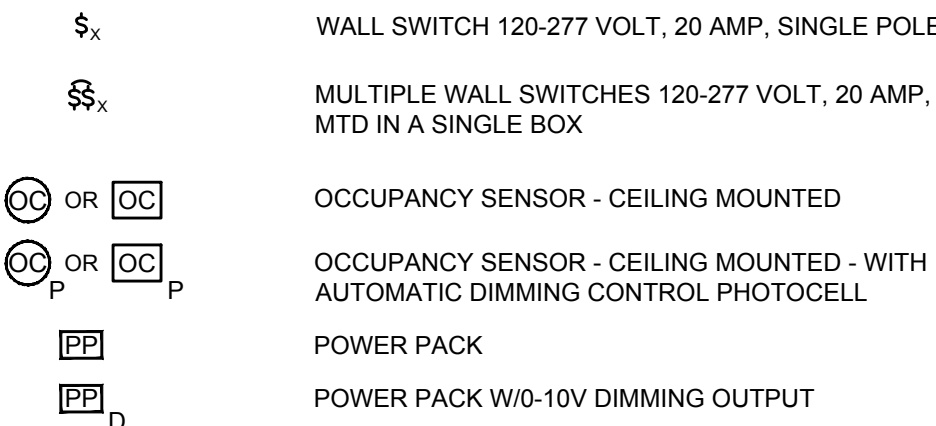 $X WALL SWITCH 120-277 VOLT, 20 AMP, SINGLE POLE
$$X MULTIPLE WALL SWITCHES 120-277 VOLT, 20 AMP,
MTD IN A SINGLE BOX
OC OR OC OCCUPANCY SENSOR - CEILING MOUNTED
OC P OR OC P OCCUPANCY SENSOR - CEILING MOUNTED - WITH
AUTOMATIC DIMMING CONTROL PHOTOCELL
PP POWER PACK
PP D POWER PACK W/0-10V DIMMING OUTPUT